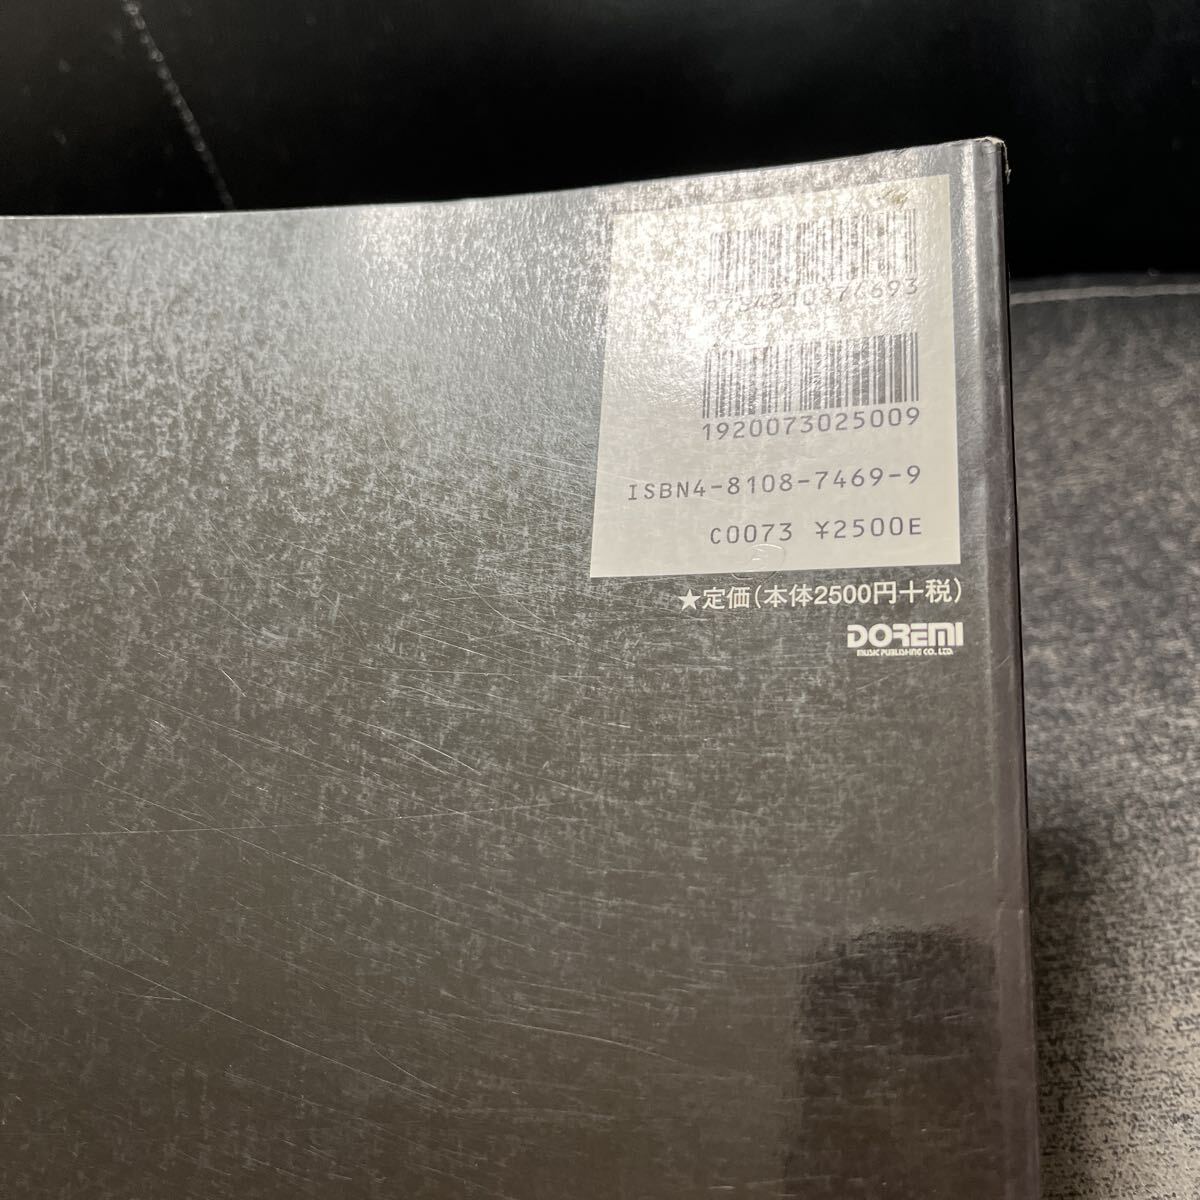 9784810874693
1920073025009
ISBN4-8108-7469-9
C0073 ¥2500E
★定価(本体2500円+税)
DOREMI
MUSIC PUBLISHING CO., LTD.